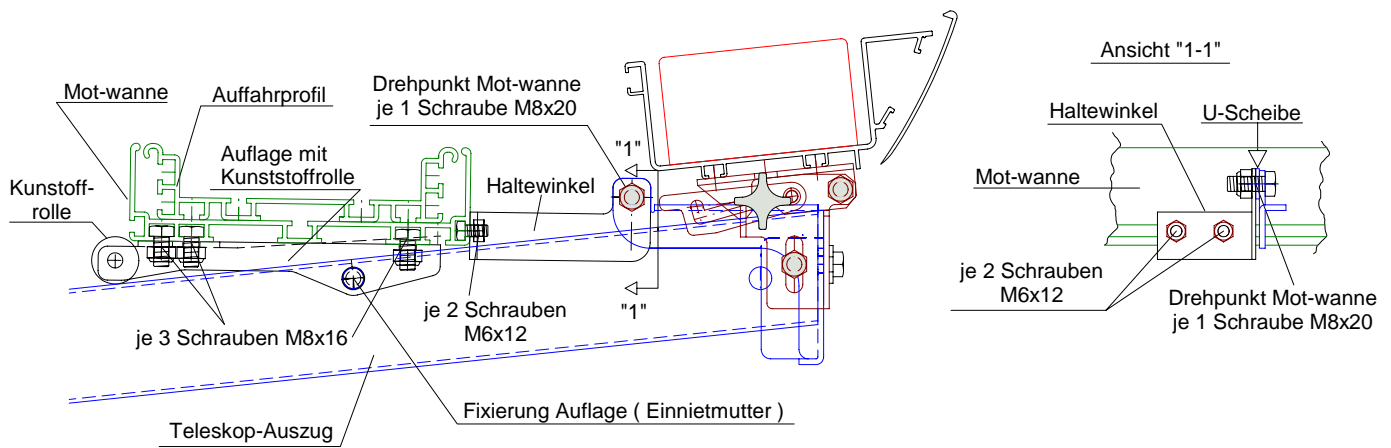 Mot-wanne
Auffahrprofil
Auflage mit
Kunststoffrolle
Kunstoff-
rolle
Drehpunkt Mot-wanne
je 1 Schraube M8x20
Haltewinkel
"1"
"1"
je 3 Schrauben M8x16
je 2 Schrauben
M6x12
Fixierung Auflage ( Einnietmutter )
Teleskop-Auszug
Ansicht "1-1"
Haltewinkel
U-Scheibe
Mot-wanne
je 2 Schrauben
M6x12
Drehpunkt Mot-wanne
je 1 Schraube M8x20